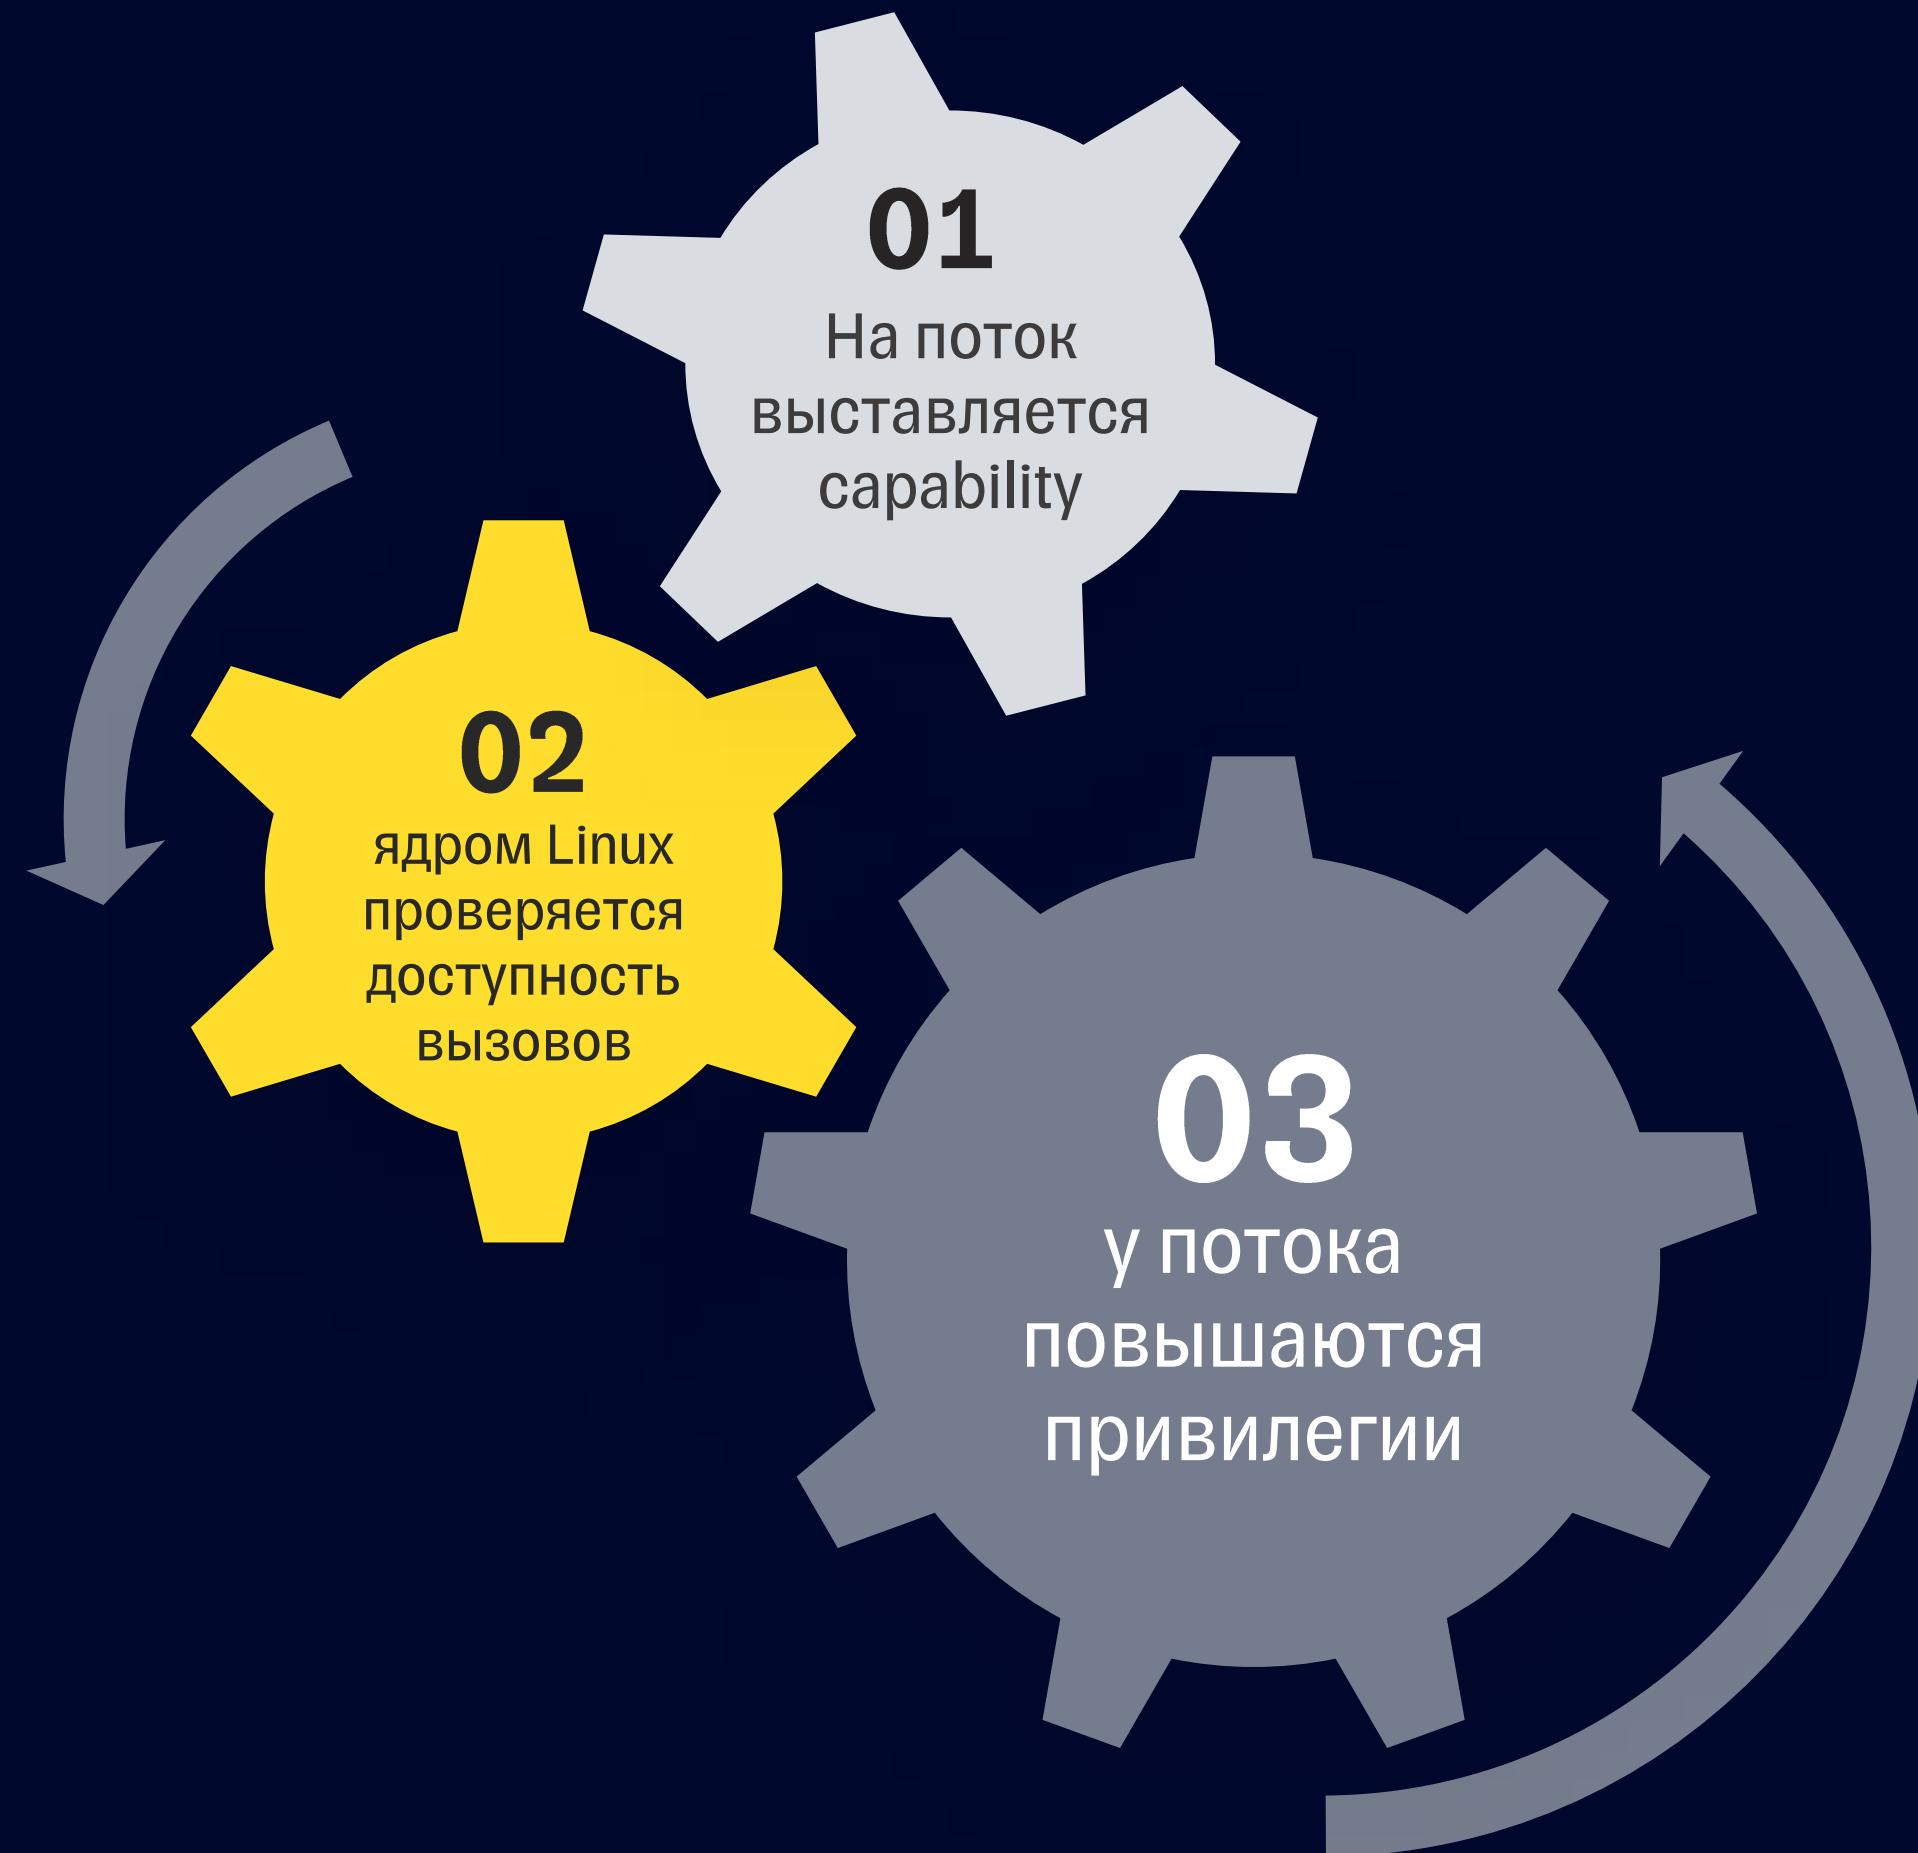 01
На поток
выставляется
capability
02
ядром Linux
проверяется
доступность
вызовов
03
у потока
повышаются
привилегии